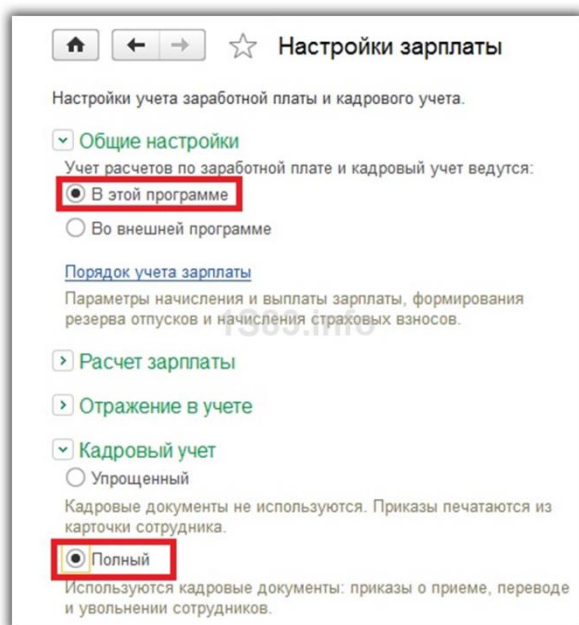 Настройки зарплаты
Настройки учета заработной платы и кадрового учета.
Общие настройки
Учет расчетов по заработной плате и кадровый учет ведутся:
В этой программе
Во внешней программе
Порядок учета зарплаты
Параметры начисления и выплаты зарплаты, формирования
резерва отпусков и начисления страховых взносов.
Расчет зарплаты
Отражение в учете
Кадровый учет
Упрощенный
Кадровые документы не используются. Приказы печатаются из
карточки сотрудника.
Полный
Используются кадровые документы: приказы о приеме, переводе
и увольнении сотрудников.